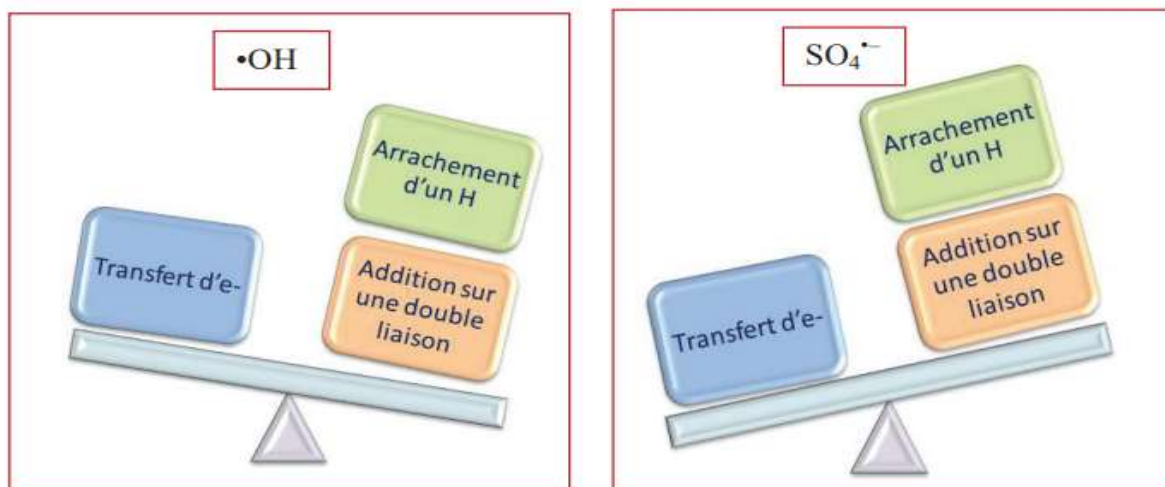 •OH
Arrachement
d'un H
Transfert d'e-
Addition sur
une double
liaison
SO₄•⁻
Arrachement
d'un H
Addition sur
une double
liaison
Transfert d'e-